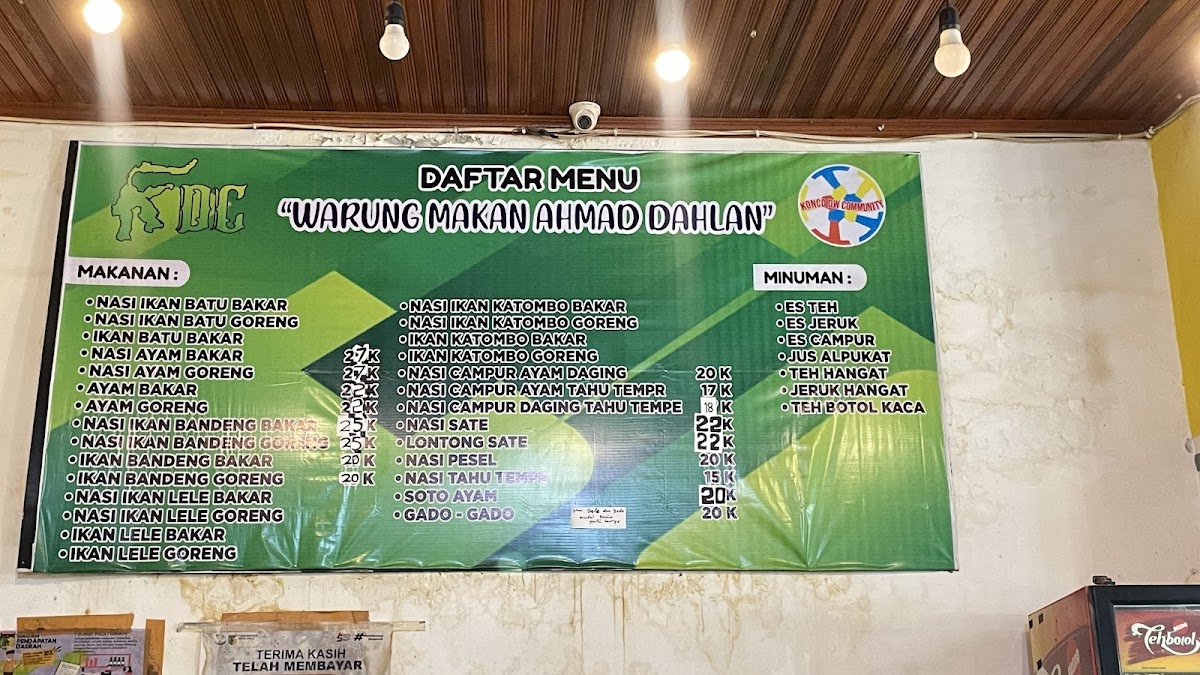 KDC
DAFTAR MENU
"WARUNG MAKAN AHMAD DAHLAN"
KONCO DW COMMUNITY
MAKANAN :
• NASI IKAN BATU BAKAR
• NASI IKAN BATU GORENG
• IKAN BATU BAKAR
• NASI AYAM BAKAR 27K
• NASI AYAM GORENG 27K
• AYAM BAKAR 22K
• AYAM GORENG 22K
• NASI IKAN BANDENG BAKAR 25K
• NASI IKAN BANDENG GORENG 25K
• IKAN BANDENG BAKAR 20 K
• IKAN BANDENG GORENG 20 K
• NASI IKAN LELE BAKAR
• NASI IKAN LELE GORENG
• IKAN LELE BAKAR
• IKAN LELE GORENG
• NASI IKAN KATOMBO BAKAR
• NASI IKAN KATOMBO GORENG
• IKAN KATOMBO BAKAR
• IKAN KATOMBO GORENG
• NASI CAMPUR AYAM DAGING 20 K
• NASI CAMPUR AYAM TAHU TEMPR 17 K
• NASI CAMPUR DAGING TAHU TEMPE 18 K
• NASI SATE 22K
• LONTONG SATE 22K
• NASI PESEL 20 K
• NASI TAHU TEMPE 15 K
• SOTO AYAM 20K
• GADO - GADO 20 K
MINUMAN :
• ES TEH
• ES JERUK
• ES CAMPUR
• JUS ALPUKAT
• TEH HANGAT
• JERUK HANGAT
• TEH BOTOL KACA
PENDAPATAN
DAERAH
TERIMA KASIH
TELAH MEMBAYAR
Tehbotol